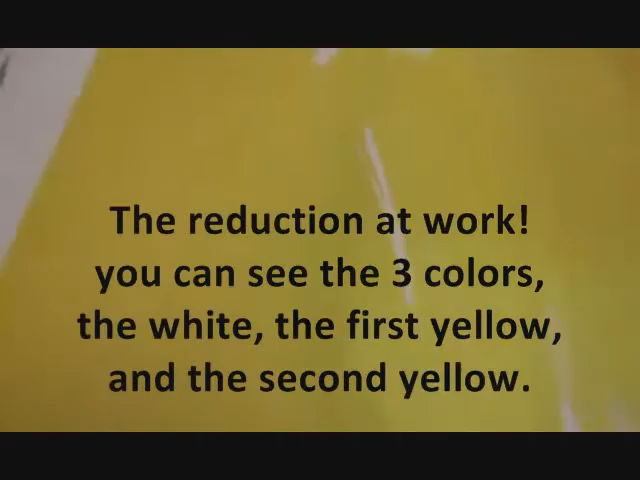 The reduction at work!
you can see the 3 colors,
the white, the first yellow,
and the second yellow.